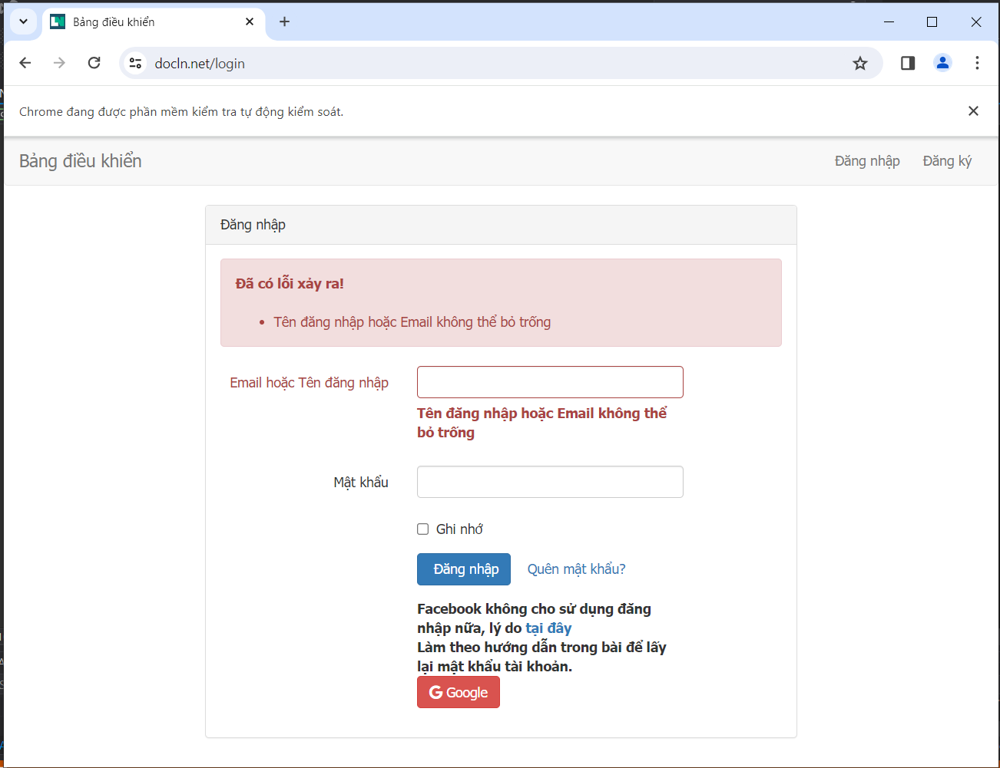 Bảng điều khiển
docln.net/login
Chrome đang được phần mềm kiểm tra tự động kiểm soát.
Bảng điều khiển
Đăng nhập
Đăng ký
Đăng nhập
Đã có lỗi xảy ra!
• Tên đăng nhập hoặc Email không thể bỏ trống
Email hoặc Tên đăng nhập
Tên đăng nhập hoặc Email không thể
bỏ trống
Mật khẩu
Ghi nhớ
Đăng nhập
Quên mật khẩu?
Facebook không cho sử dụng đăng
nhập nữa, lý do tại đây
Làm theo hướng dẫn trong bài để lấy
lại mật khẩu tài khoản.
Google